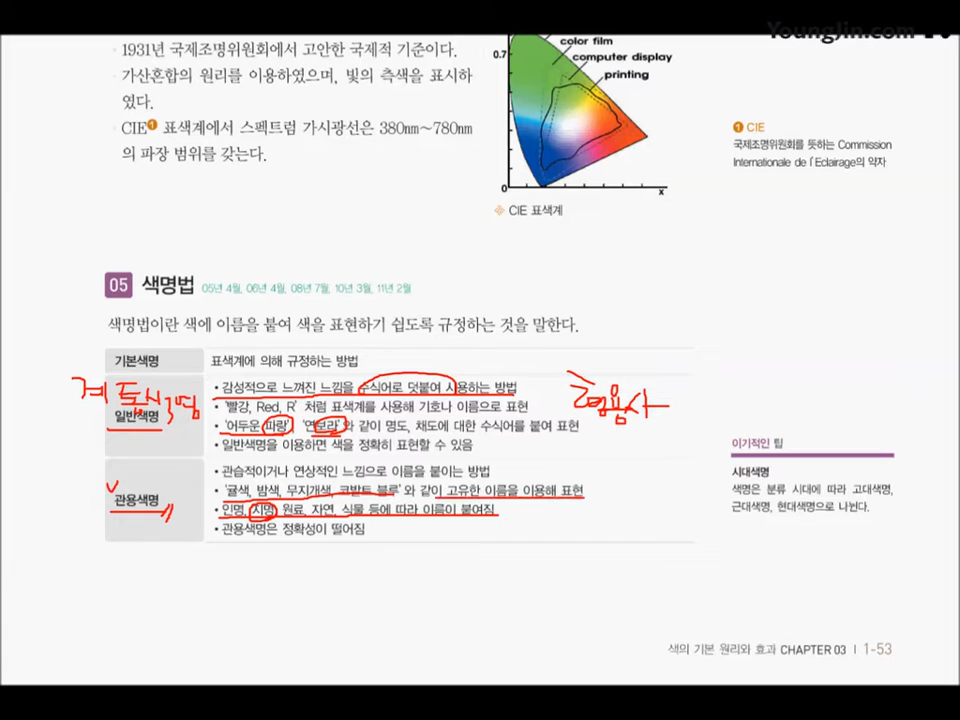 YoungJin.com
· 1931년 국제조명위원회에서 고안한 국제적 기준이다.
· 가산혼합의 원리를 이용하였으며, 빛의 측색을 표시하
였다.
· CIE❶ 표색계에서 스펙트럼 가시광선은 380nm~780nm
의 파장 범위를 갖는다.
color film
0.7
computer display
printing
0
x
CIE 표색계
❶ CIE
국제조명위원회를 뜻하는 Commission
Internationale de l´Eclairage의 약자
05 색명법 05년 4월, 06년 4월, 08년 7월, 10년 3월, 11년 2월
색명법이란 색에 이름을 붙여 색을 표현하기 쉽도록 규정하는 것을 말한다.
기본색명
표색계에 의해 규정하는 방법
계통색명
일반색명
• 감성적으로 느껴진 느낌을 수식어로 덧붙여 사용하는 방법
• '빨강, Red, R' 처럼 표색계를 사용해 기호나 이름으로 표현
• '어두운 파랑', '연보라'와 같이 명도, 채도에 대한 수식어를 붙여 표현
• 일반색명을 이용하면 색을 정확히 표현할 수 있음
형용사
관용색명
• 관습적이거나 연상적인 느낌으로 이름을 붙이는 방법
• '귤색, 밤색, 무지개색, 코발트 블루'와 같이 고유한 이름을 이용해 표현
• 인명, 지명, 원료, 자연, 식물 등에 따라 이름이 붙여짐
• 관용색명은 정확성이 떨어짐
이기적인 팁
시대색명
색명은 분류 시대에 따라 고대색명,
근대색명, 현대색명으로 나뉜다.
색의 기본 원리와 효과 CHAPTER 03 | 1-53